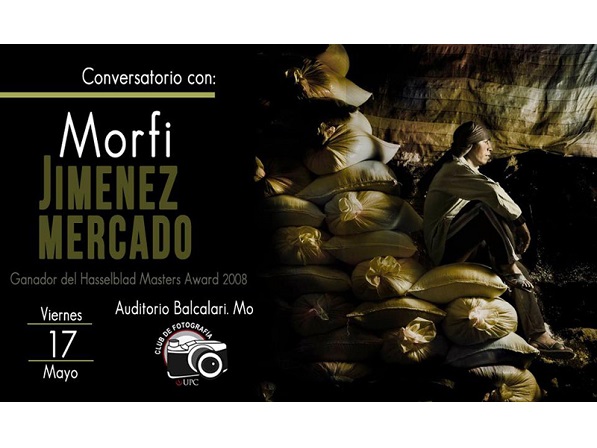 Conversatorio con:
Morfi
JIMENEZ
MERCADO
Ganador del Hasselblad Masters Award 2008
Viernes
17
Mayo
Auditorio Balcalari. Mo
CLUB DE FOTOGRAFÍA
UPC